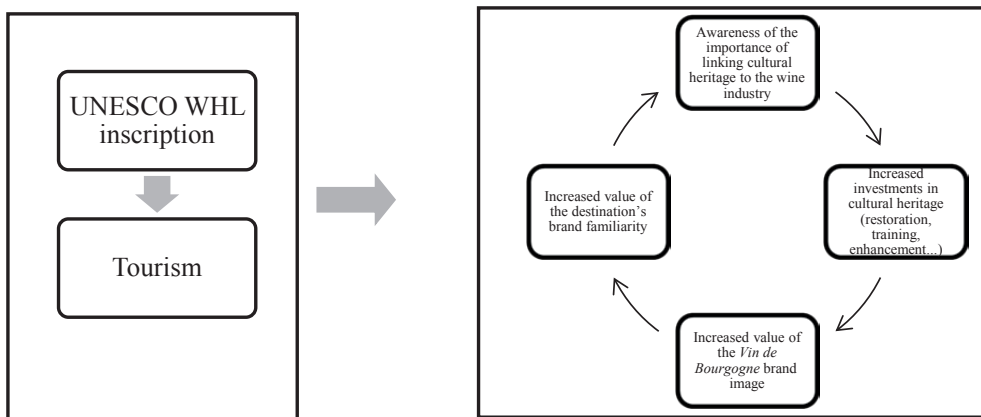 UNESCO WHL
inscription
Tourism
Awareness of the
importance of
linking cultural
heritage to the wine
industry
Increased
investments in
cultural heritage
(restoration,
training,
enhancement...)
Increased value of
the Vin de
Bourgogne brand
image
Increased value of
the destination’s
brand familiarity